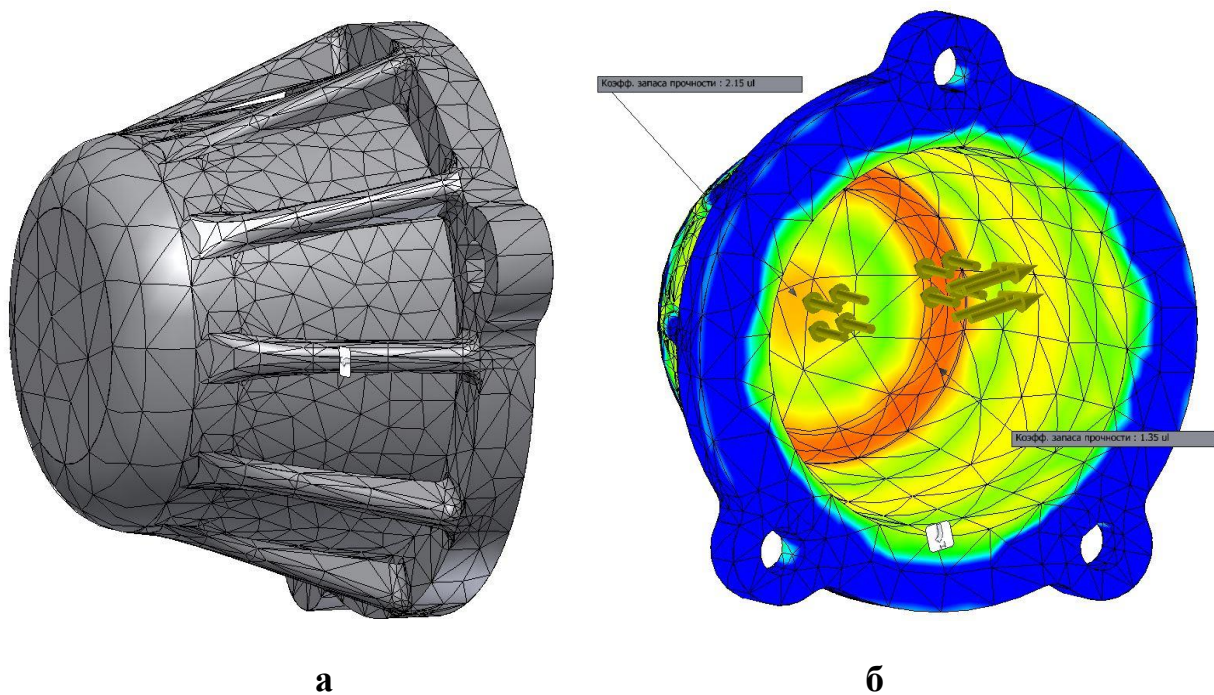 Коэфф. запаса прочности : 2.15 ul
Коэфф. запаса прочности : 1.35 ul
а
б